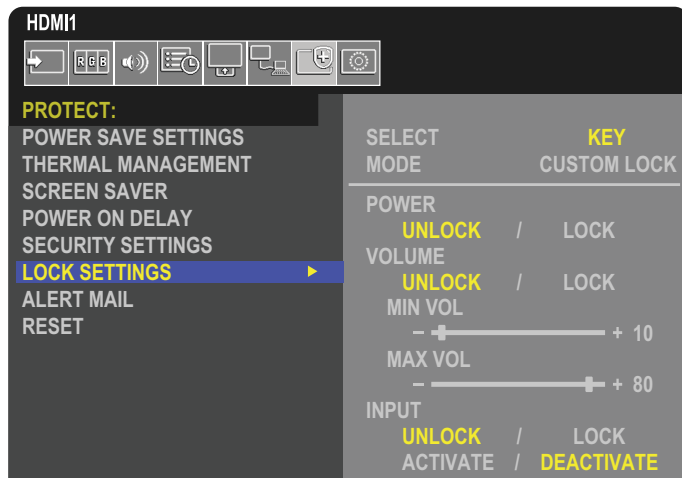 HDMI1
R G B
PROTECT:
POWER SAVE SETTINGS
THERMAL MANAGEMENT
SCREEN SAVER
POWER ON DELAY
SECURITY SETTINGS
LOCK SETTINGS
ALERT MAIL
RESET
SELECT KEY
MODE CUSTOM LOCK
POWER
UNLOCK / LOCK
VOLUME
UNLOCK / LOCK
MIN VOL
− + 10
MAX VOL
− + 80
INPUT
UNLOCK / LOCK
ACTIVATE / DEACTIVATE